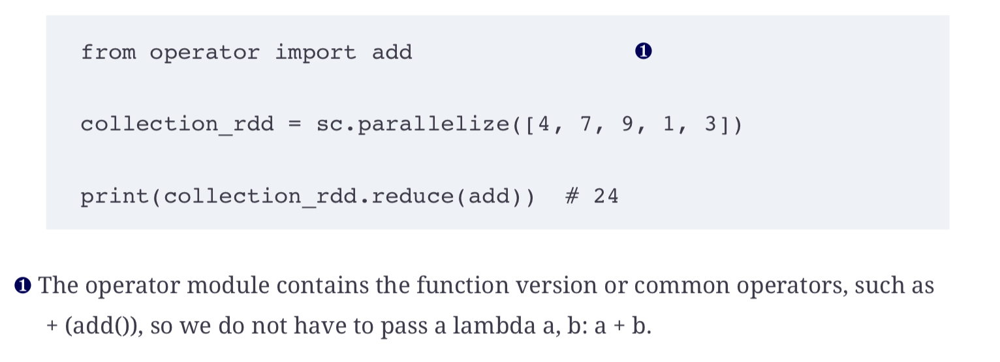 from operator import add ❶
collection_rdd = sc.parallelize([4, 7, 9, 1, 3])
print(collection_rdd.reduce(add))  # 24
❶ The operator module contains the function version or common operators, such as
+ (add()), so we do not have to pass a lambda a, b: a + b.